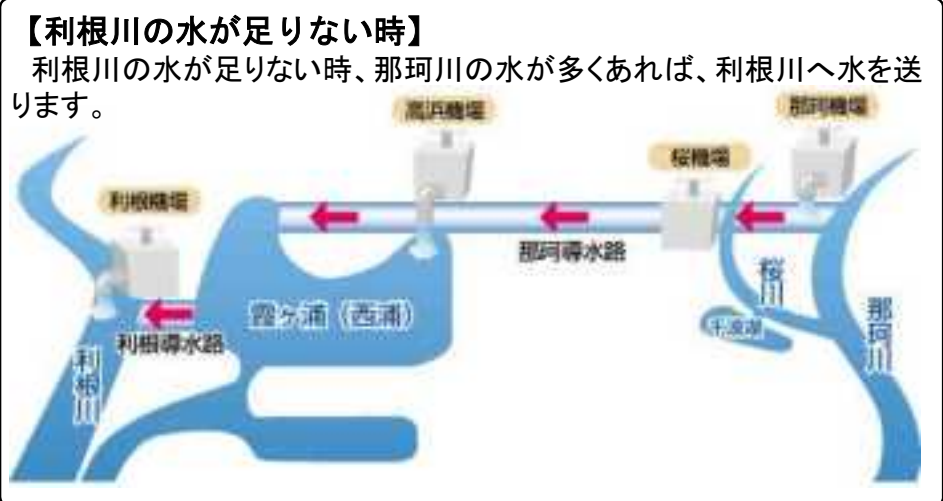 【利根川の水が足りない時】
利根川の水が足りない時、那珂川の水が多くあれば、利根川へ水を送
ります。
高浜機場
那珂機場
桜機場
利根機場
那珂導水路
桜川
霞ヶ浦（西浦）
千波湖
那珂川
利根導水路
利根川